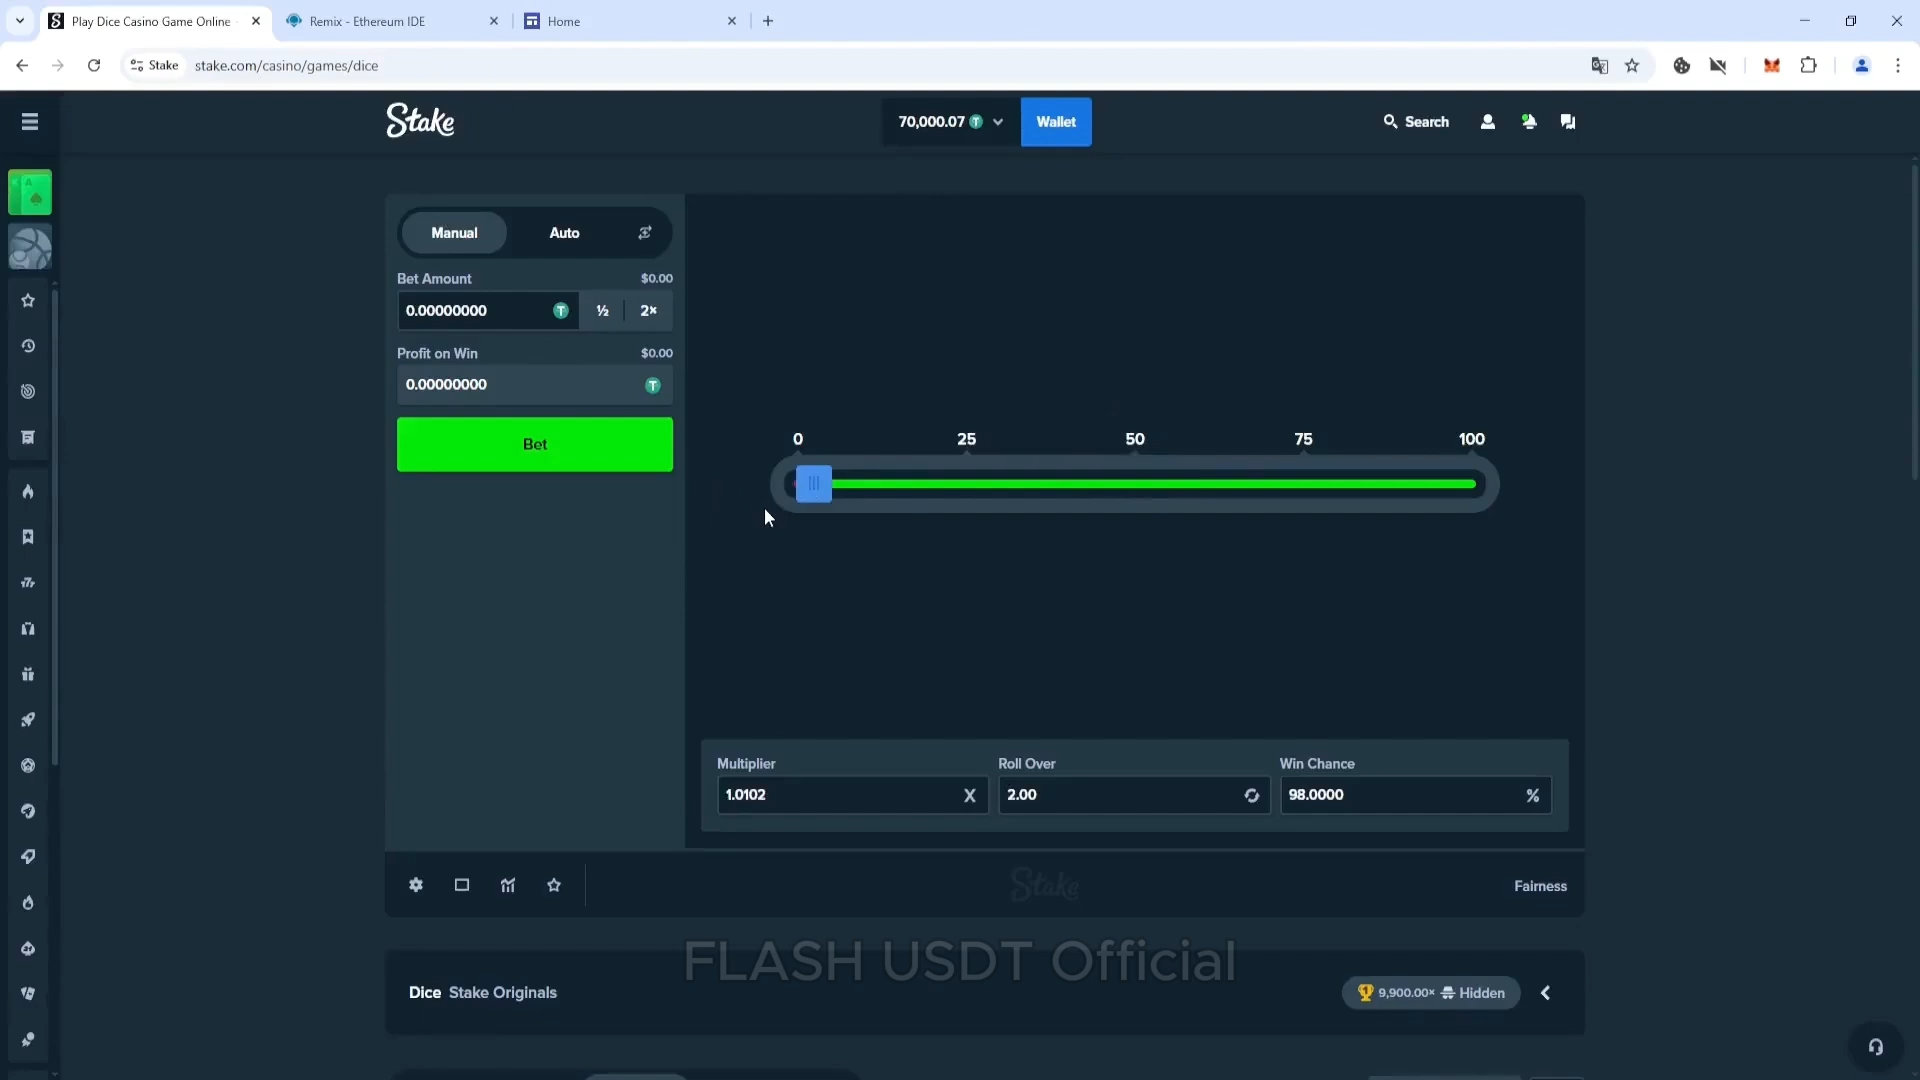 Play Dice Casino Game Online
Remix - Ethereum IDE
Home
Stake
stake.com/casino/games/dice
Stake
70,000.07
Wallet
Search
Manual
Auto
Bet Amount
$0.00
0.00000000
½
2×
Profit on Win
$0.00
0.00000000
Bet
0
25
50
75
100
Multiplier
Roll Over
Win Chance
1.0102
2.00
98.0000
%
Stake
Fairness
FLASH USDT Official
Dice Stake Originals
9,900.00×
Hidden